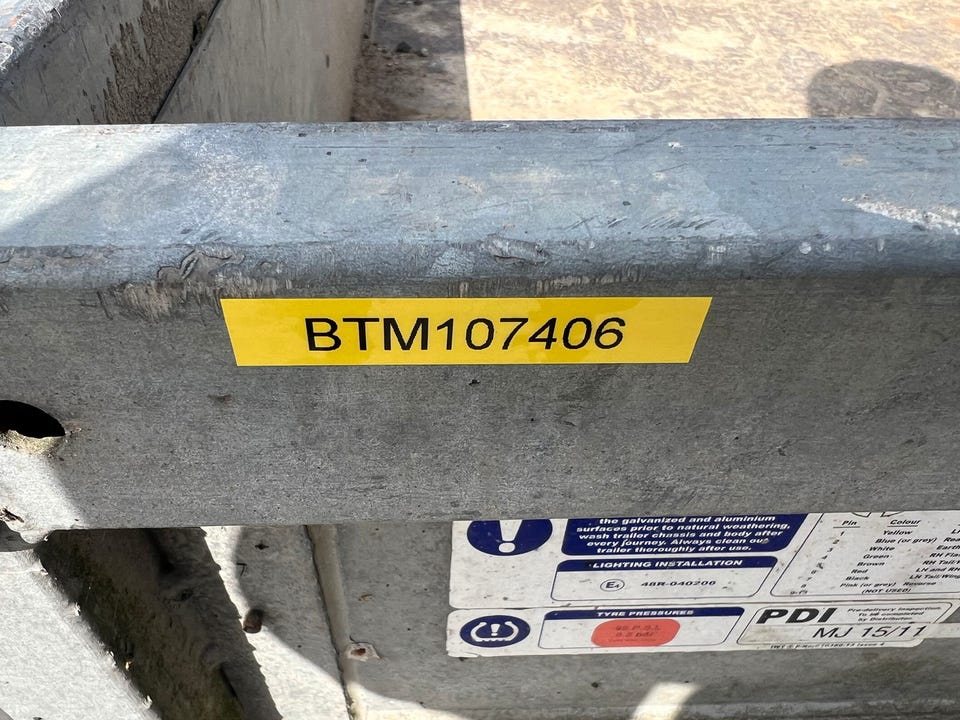 BTM107406
the galvanized and aluminium
surfaces prior to natural weathering,
wash trailer chassis and body after
every journey. Always clean out
trailer thoroughly after use.
LIGHTING INSTALLATION
E4 48R-040200
TYRE PRESSURES
PDI
Pre-delivery inspection
To be completed
by Distributor.
MJ 15/11
Pin Colour
1 Yellow
Blue (or grey)
White
Green
Brown
Red
Black
Pink (or grey) Reverse
(NOT USED)